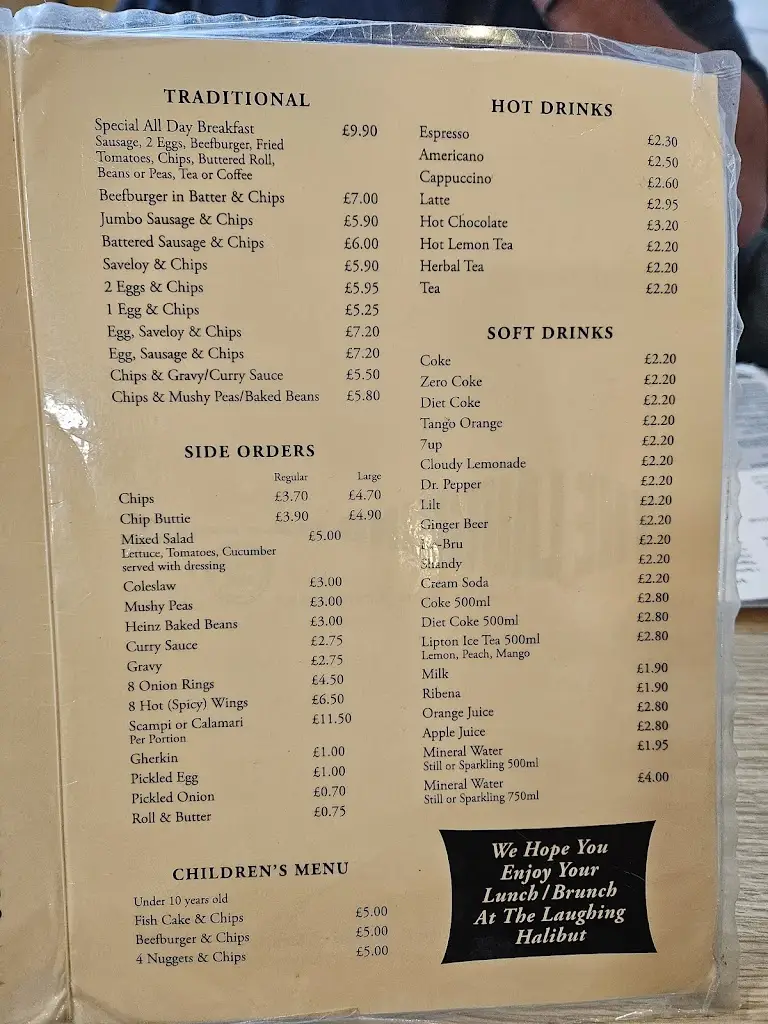 TRADITIONAL
Special All Day Breakfast £9.90
Sausage, 2 Eggs, Beefburger, Fried
Tomatoes, Chips, Buttered Roll,
Beans or Peas, Tea or Coffee
Beefburger in Batter & Chips £7.00
Jumbo Sausage & Chips £5.90
Battered Sausage & Chips £6.00
Saveloy & Chips £5.90
2 Eggs & Chips £5.95
1 Egg & Chips £5.25
Egg, Saveloy & Chips £7.20
Egg, Sausage & Chips £7.20
Chips & Gravy/Curry Sauce £5.50
Chips & Mushy Peas/Baked Beans £5.80
SIDE ORDERS
Regular Large
Chips £3.70 £4.70
Chip Buttie £3.90 £4.90
Mixed Salad £5.00
Lettuce, Tomatoes, Cucumber
served with dressing
Coleslaw £3.00
Mushy Peas £3.00
Heinz Baked Beans £3.00
Curry Sauce £2.75
Gravy £2.75
8 Onion Rings £4.50
8 Hot (Spicy) Wings £6.50
Scampi or Calamari £11.50
Per Portion
Gherkin £1.00
Pickled Egg £1.00
Pickled Onion £0.70
Roll & Butter £0.75
CHILDREN'S MENU
Under 10 years old
Fish Cake & Chips £5.00
Beefburger & Chips £5.00
4 Nuggets & Chips £5.00
HOT DRINKS
Espresso £2.30
Americano £2.50
Cappuccino £2.60
Latte £2.95
Hot Chocolate £3.20
Hot Lemon Tea £2.20
Herbal Tea £2.20
Tea £2.20
SOFT DRINKS
Coke £2.20
Zero Coke £2.20
Diet Coke £2.20
Tango Orange £2.20
7up £2.20
Cloudy Lemonade £2.20
Dr. Pepper £2.20
Lilt £2.20
Ginger Beer £2.20
-Bru £2.20
Shandy £2.20
Cream Soda £2.20
Coke 500ml £2.80
Diet Coke 500ml £2.80
Lipton Ice Tea 500ml £2.80
Lemon, Peach, Mango
Milk £1.90
Ribena £1.90
Orange Juice £2.80
Apple Juice £2.80
Mineral Water £1.95
Still or Sparkling 500ml
Mineral Water £4.00
Still or Sparkling 750ml
We Hope You
Enjoy Your
Lunch / Brunch
At The Laughing
Halibut